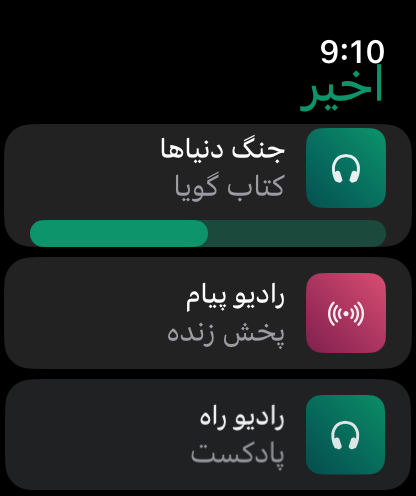 9:10
اخیر
جنگ دنیاها
کتاب گویا
رادیو پیام
پخش زنده
رادیو راه
پادکست